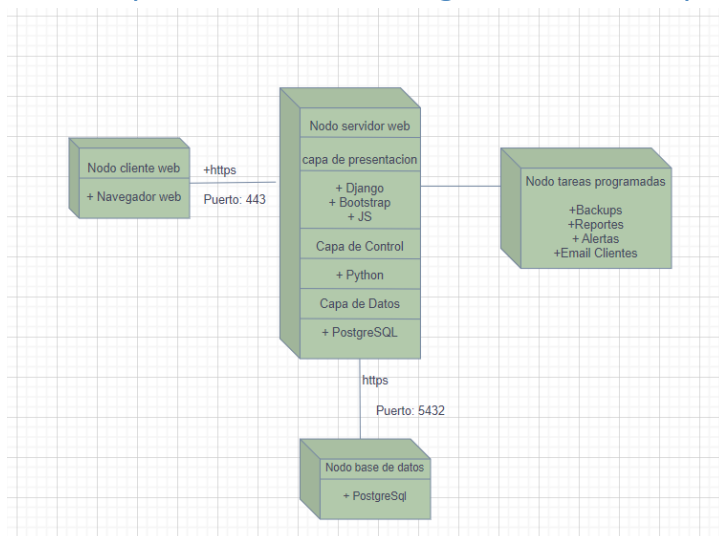 Nodo cliente web
+ Navegador web
+https
Puerto: 443
Nodo servidor web
capa de presentacion
+ Django
+ Bootstrap
+ JS
Capa de Control
+ Python
Capa de Datos
+ PostgreSQL
Nodo tareas programadas
+Backups
+Reportes
+ Alertas
+Email Clientes
https
Puerto: 5432
Nodo base de datos
+ PostgreSql